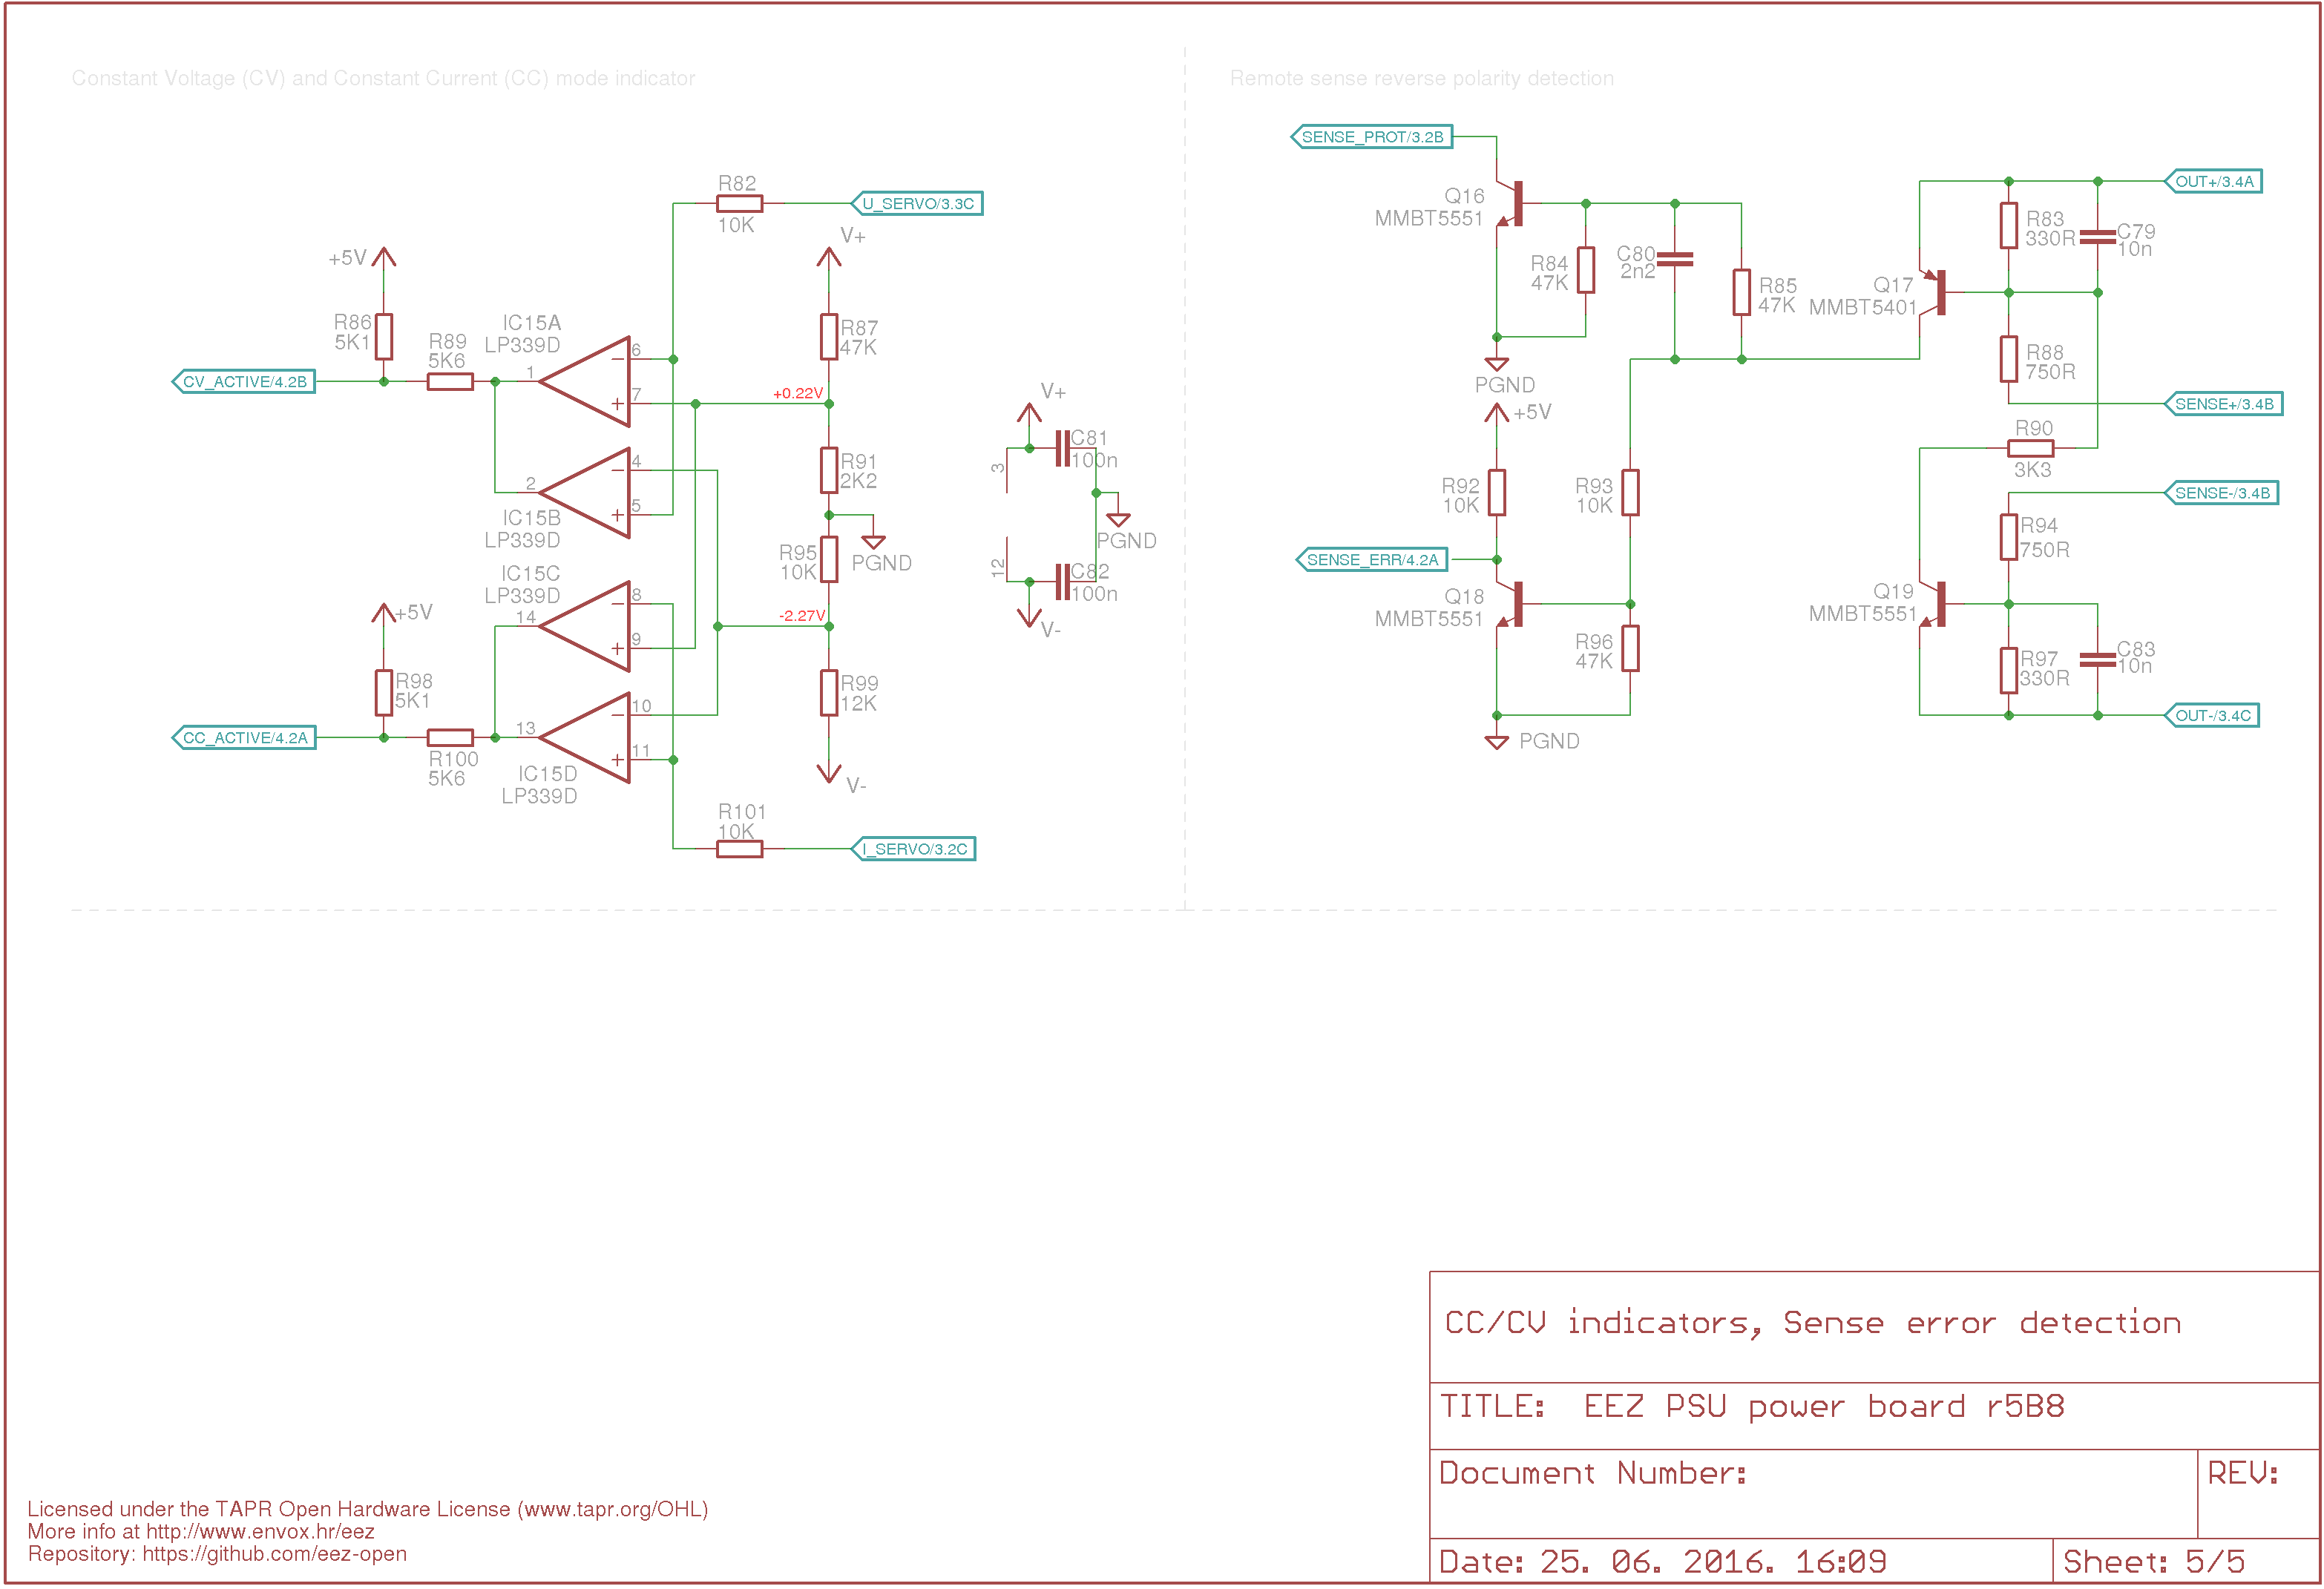 Constant Voltage (CV) and Constant Current (CC) mode indicator
R82
10K
U_SERVO/3.3C
V+
+5V
R86
5K1
R89
5K6
IC15A
LP339D
6
7
1
R87
47K
CV_ACTIVE/4.2B
+0.22V
V+
4
5
2
IC15B
LP339D
R91
2K2
3
C81
100n
PGND
R95
10K
PGND
12
C82
100n
V-
IC15C
LP339D
8
9
14
-2.27V
+5V
R98
5K1
10
11
13
R99
12K
CC_ACTIVE/4.2A
R100
5K6
IC15D
LP339D
V-
R101
10K
I_SERVO/3.2C
Remote sense reverse polarity detection
SENSE_PROT/3.2B
OUT+/3.4A
Q16
MMBT5551
R83
330R
C79
10n
R84
47K
C80
2n2
R85
47K
Q17
MMBT5401
PGND
R88
750R
+5V
SENSE+/3.4B
R90
3K3
R92
10K
R93
10K
SENSE-/3.4B
R94
750R
SENSE_ERR/4.2A
Q18
MMBT5551
Q19
MMBT5551
R96
47K
R97
330R
C83
10n
PGND
OUT-/3.4C
CC/CV indicators, Sense error detection
TITLE: EEZ PSU power board r5B8
Document Number:
REV:
Date: 25. 06. 2016. 16:09
Sheet: 5/5
Licensed under the TAPR Open Hardware License (www.tapr.org/OHL)
More info at http://www.envox.hr/eez
Repository: https://github.com/eez-open